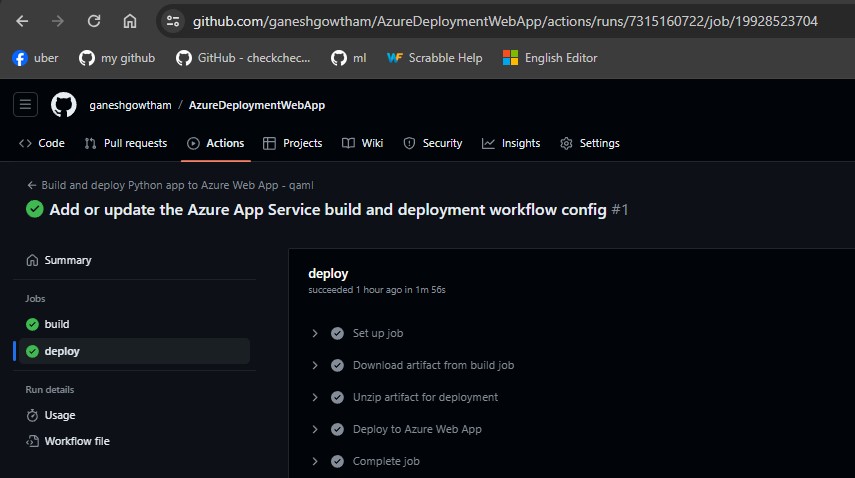 github.com/ganeshgowtham/AzureDeploymentWebApp/actions/runs/7315160722/job/19928523704
uber my github GitHub - checkchec... ml Scrabble Help English Editor
ganeshgowtham / AzureDeploymentWebApp
Code Pull requests Actions Projects Wiki Security Insights Settings
Build and deploy Python app to Azure Web App - qaml
Add or update the Azure App Service build and deployment workflow config #1
Summary
Jobs
build
deploy
Run details
Usage
Workflow file
deploy
succeeded 1 hour ago in 1m 56s
Set up job
Download artifact from build job
Unzip artifact for deployment
Deploy to Azure Web App
Complete job